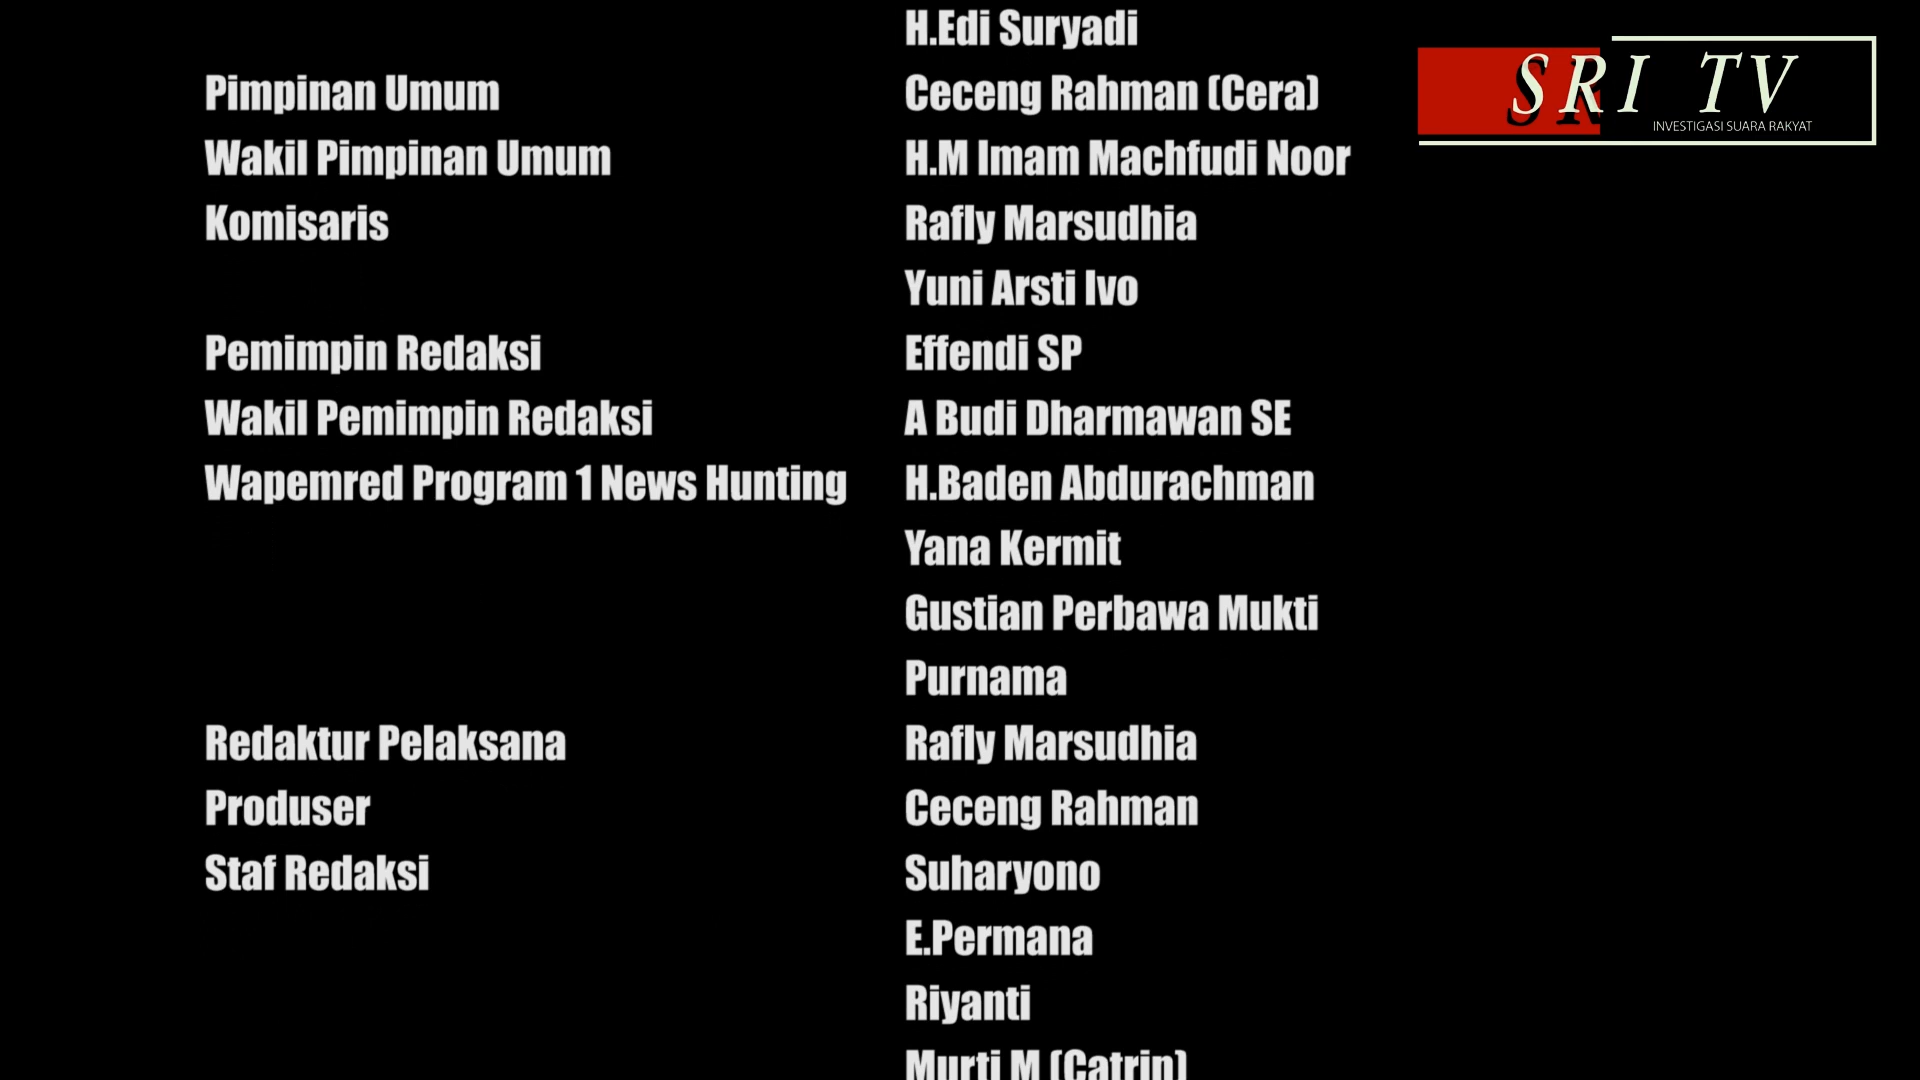 H.Edi Suryadi
Pimpinan Umum Ceceng Rahman (Cera)
Wakil Pimpinan Umum H.M Imam Machfudi Noor
Komisaris Rafly Marsudhia
Yuni Arsti Ivo
Pemimpin Redaksi Effendi SP
Wakil Pemimpin Redaksi A Budi Dharmawan SE
Wapemred Program 1 News Hunting H.Baden Abdurachman
Yana Kermit
Gustian Perbawa Mukti
Purnama
Redaktur Pelaksana Rafly Marsudhia
Produser Ceceng Rahman
Staf Redaksi Suharyono
E.Permana
Riyanti
Murti M (Catrin)
SRI TV
INVESTIGASI SUARA RAKYAT